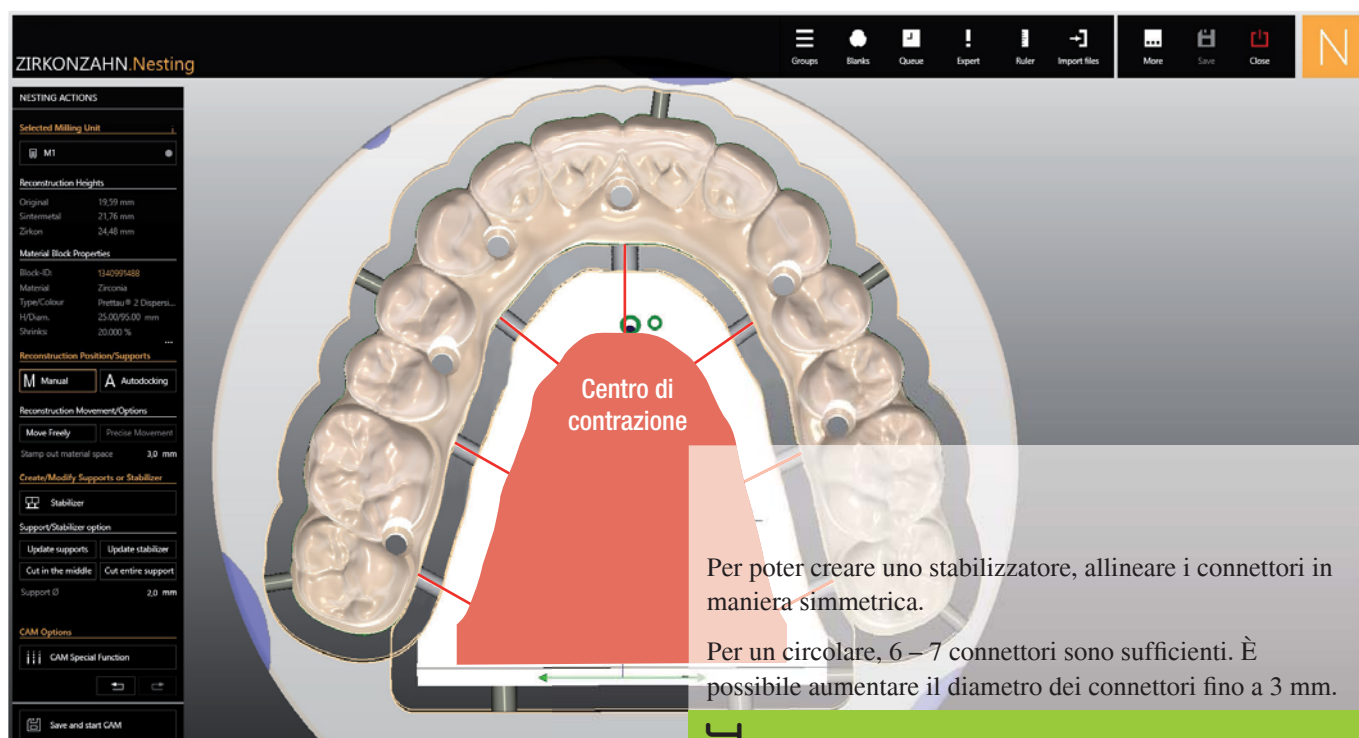 ZIRKONZAHN.Nesting
Groups
Blanks
Queue
Expert
Ruler
Import files
More
Save
Close
N
NESTING ACTIONS
Selected Milling Unit i
M1
Reconstruction Heights
Original 19,59 mm
Sintermetal 21,76 mm
Zirkon 24,48 mm
Material Block Properties
Block-ID: 1340991488
Material Zirconia
Type/Colour Prettau® 2 Dispersi...
H/Diam. 25.00/95.00 mm
Shrinks: 20.000 %
...
Reconstruction Position/Supports
M Manual A Autodocking
Reconstruction Movement/Options
Move Freely Precise Movement
Stamp out material space 3,0 mm
Create/Modify Supports or Stabilizer
Stabilizer
Support/Stabilizer option
Update supports Update stabilizer
Cut in the middle Cut entire support
Support Ø 2,0 mm
CAM Options
CAM Special Function
Save and start CAM
Centro di
contrazione
Per poter creare uno stabilizzatore, allineare i connettori in
maniera simmetrica.
Per un circolare, 6 – 7 connettori sono sufficienti. È
possibile aumentare il diametro dei connettori fino a 3 mm.